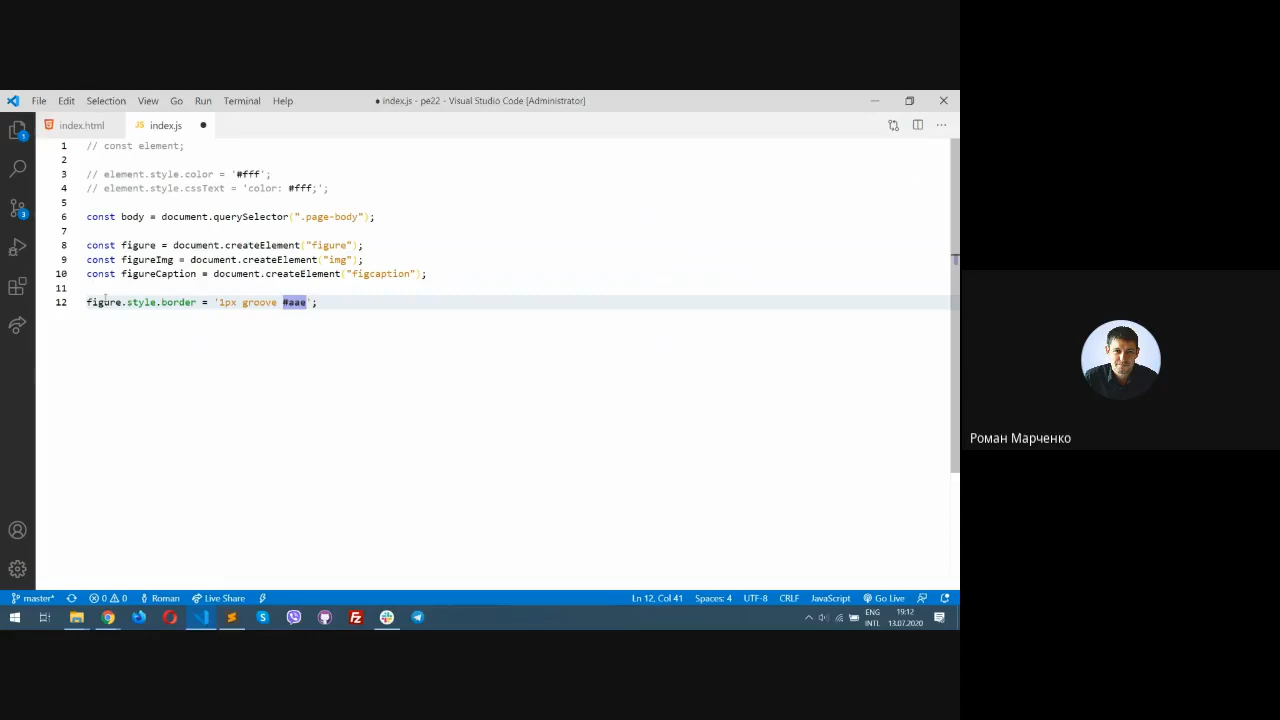 File Edit Selection View Go Run Terminal Help
● index.js - pe22 - Visual Studio Code [Administrator]
index.html
JS index.js ●
1 // const element;
2
3 // element.style.color = '#fff';
4 // element.style.cssText = 'color: #fff;';
5
6 const body = document.querySelector(".page-body");
7
8 const figure = document.createElement("figure");
9 const figureImg = document.createElement("img");
10 const figureCaption = document.createElement("figcaption");
11
12 figure.style.border = '1px groove #aae';
1
3
Роман Марченко
master* 0 0 Roman Live Share Ln 12, Col 41 Spaces: 4 UTF-8 CRLF JavaScript Go Live
ENG
INTL
19:12
13.07.2020